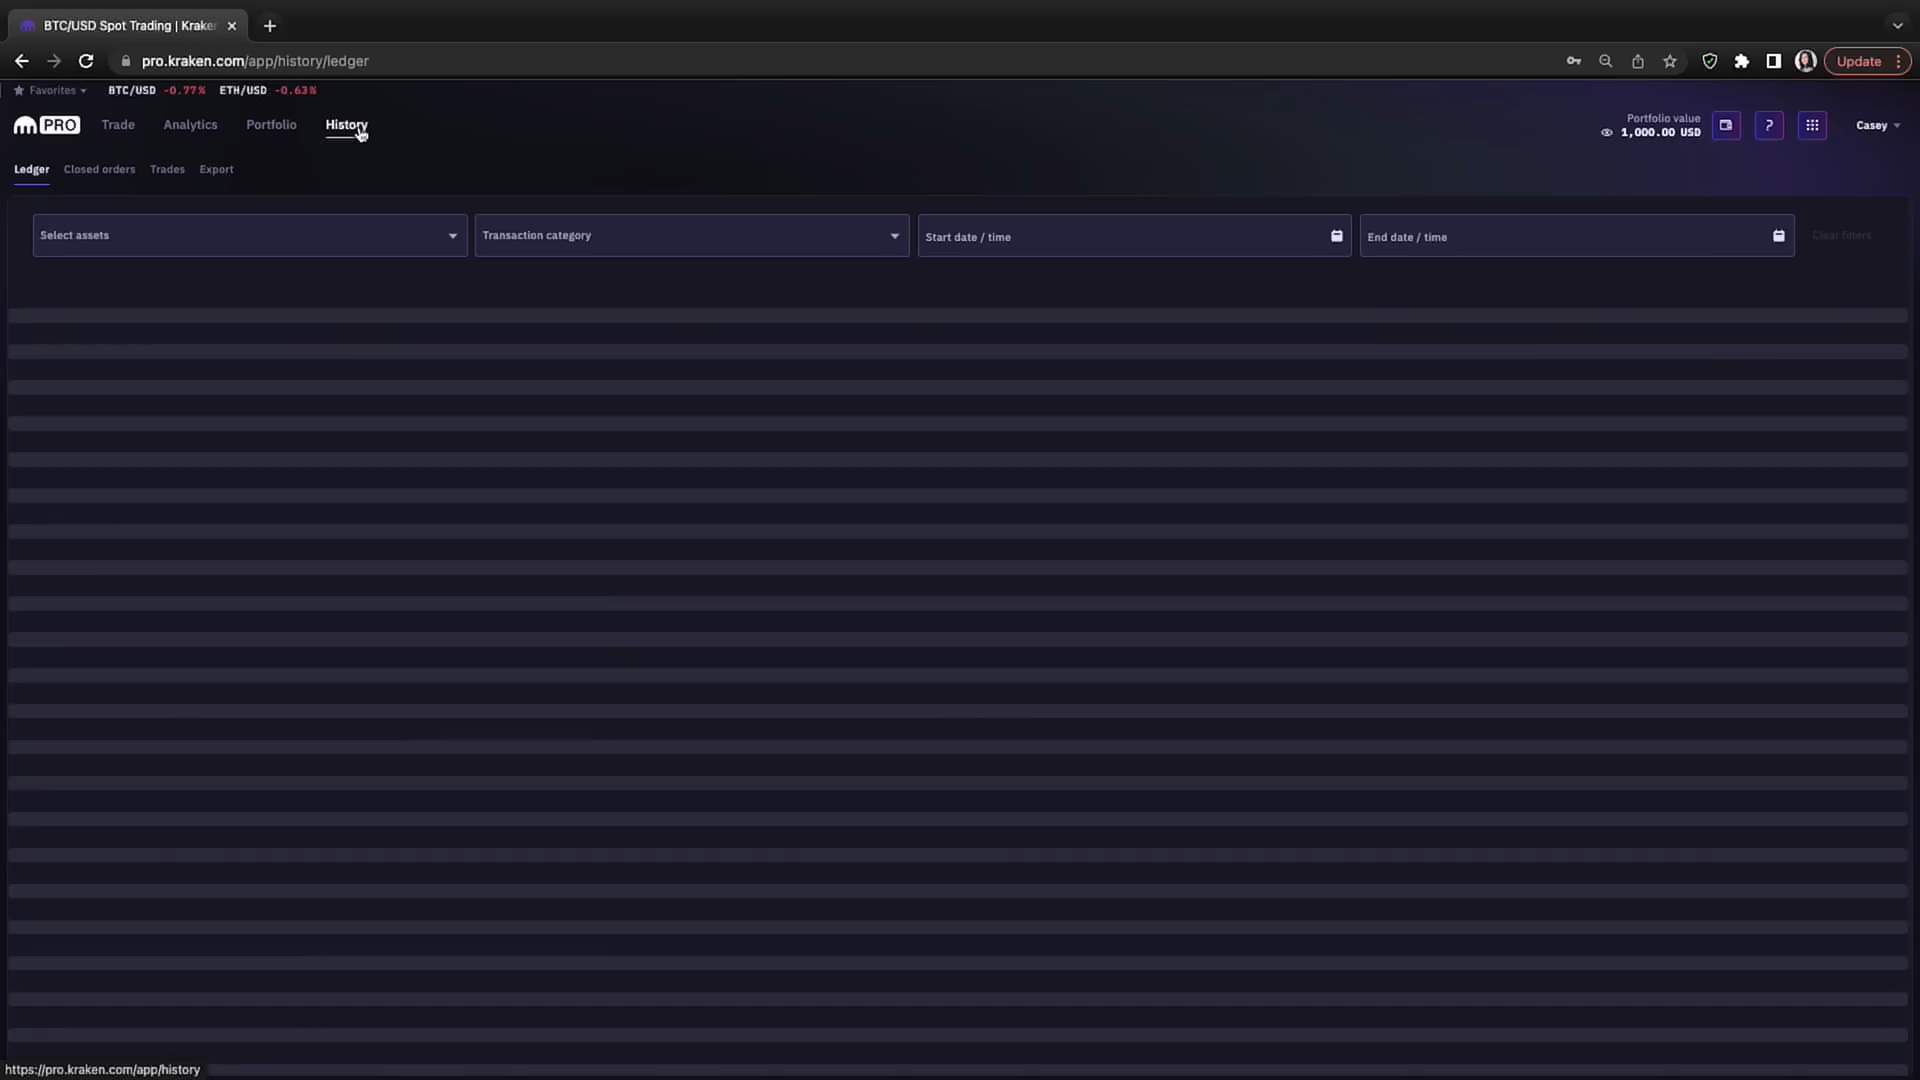 BTC/USD Spot Trading | Krake
pro.kraken.com/app/history/ledger
Update
Favorites BTC/USD -0.77% ETH/USD -0.63%
PRO Trade Analytics Portfolio History
Portfolio value
1,000.00 USD
?
Casey
Ledger Closed orders Trades Export
Select assets Transaction category Start date / time End date / time Clear filters
https://pro.kraken.com/app/history